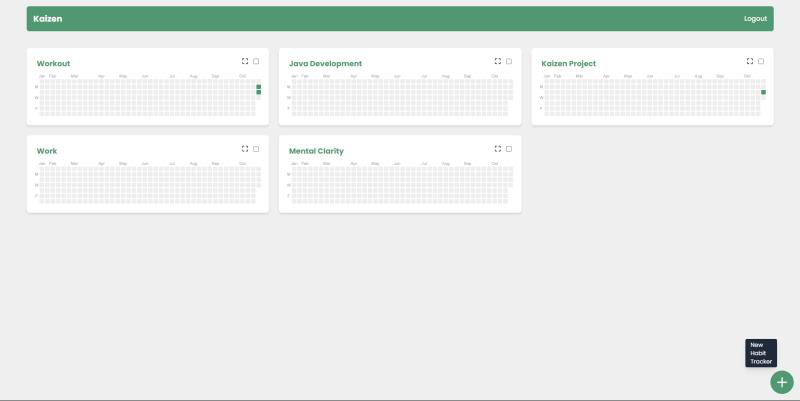 Kaizen
Logout
Workout
Jan Feb Mar Apr May Jun Jul Aug Sep Oct
M
W
F
Java Development
Jan Feb Mar Apr May Jun Jul Aug Sep Oct
M
W
F
Kaizen Project
Jan Feb Mar Apr May Jun Jul Aug Sep Oct
M
W
F
Work
Jan Feb Mar Apr May Jun Jul Aug Sep Oct
M
W
F
Mental Clarity
Jan Feb Mar Apr May Jun Jul Aug Sep Oct
M
W
F
New
Habit
Tracker